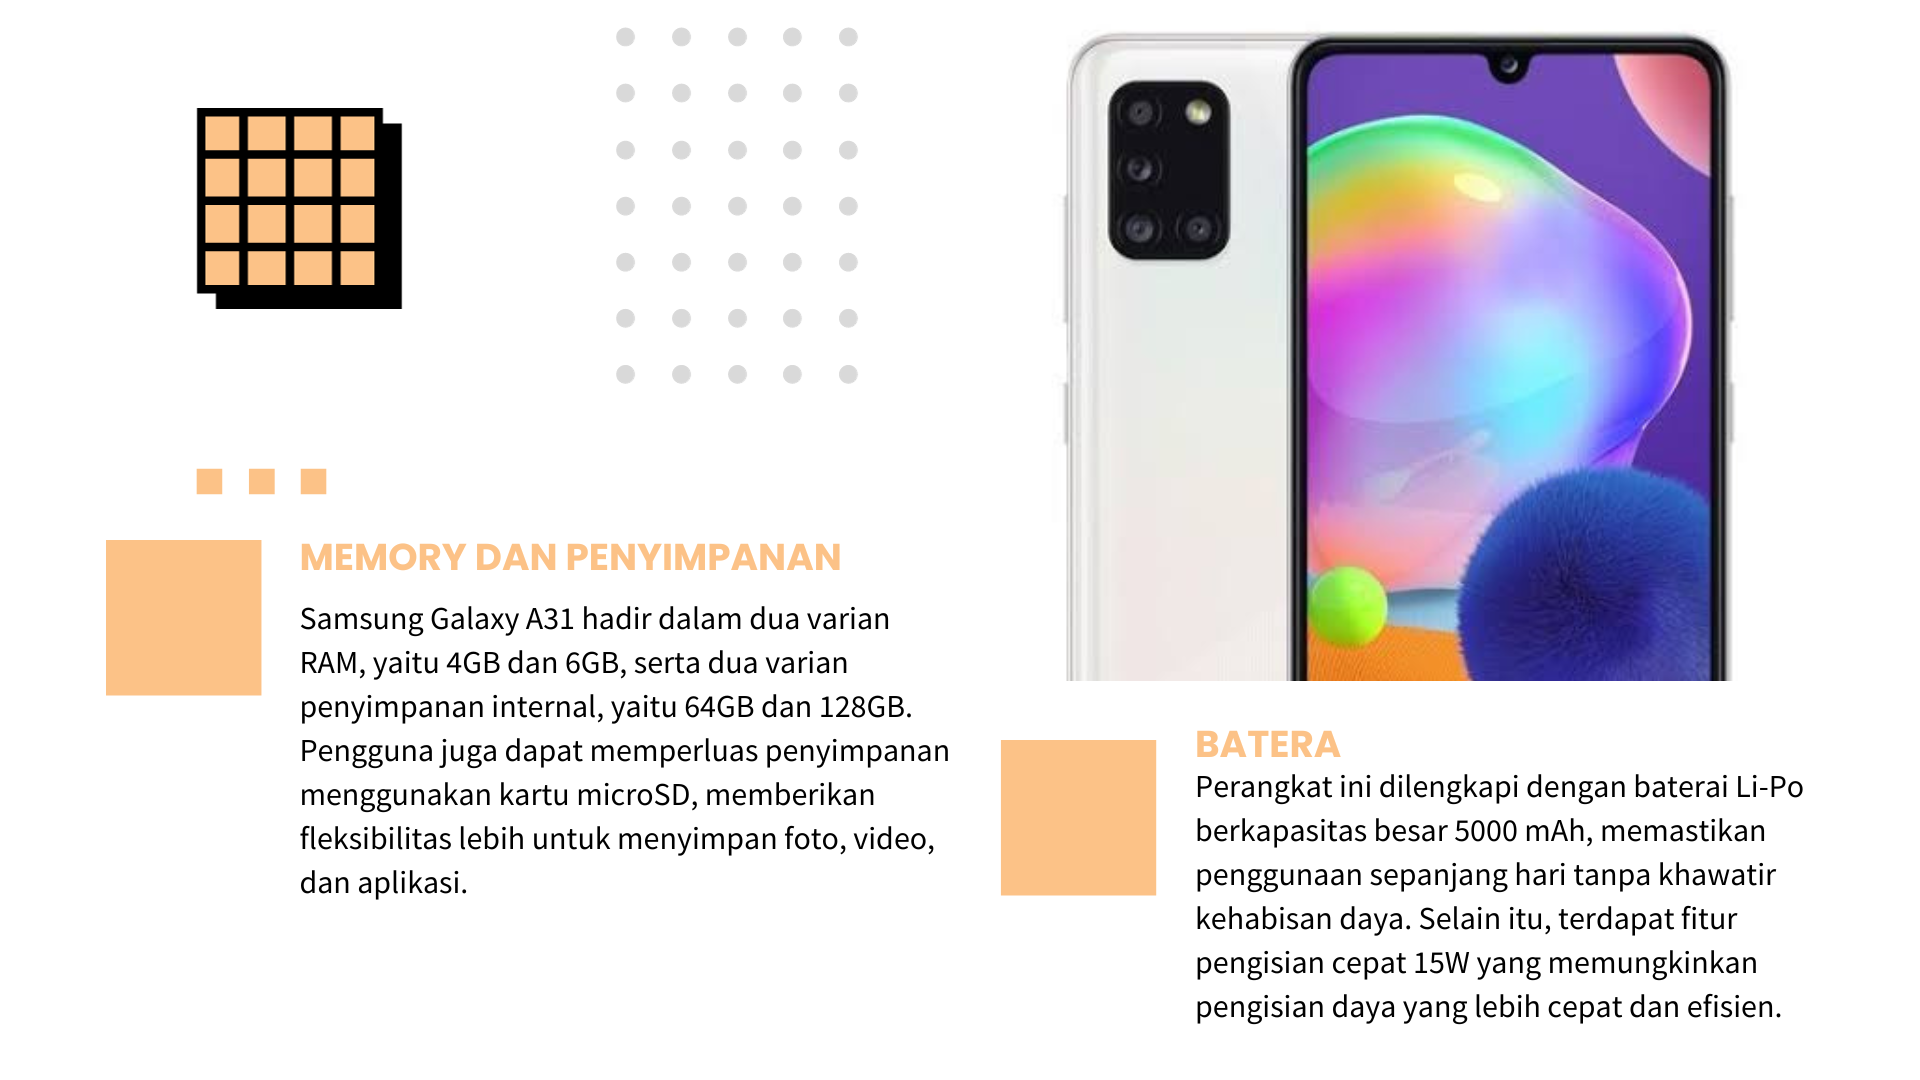 MEMORY DAN PENYIMPANAN
Samsung Galaxy A31 hadir dalam dua varian
RAM, yaitu 4GB dan 6GB, serta dua varian
penyimpanan internal, yaitu 64GB dan 128GB.
Pengguna juga dapat memperluas penyimpanan
menggunakan kartu microSD, memberikan
fleksibilitas lebih untuk menyimpan foto, video,
dan aplikasi.
BATERA
Perangkat ini dilengkapi dengan baterai Li-Po
berkapasitas besar 5000 mAh, memastikan
penggunaan sepanjang hari tanpa khawatir
kehabisan daya. Selain itu, terdapat fitur
pengisian cepat 15W yang memungkinkan
pengisian daya yang lebih cepat dan efisien.